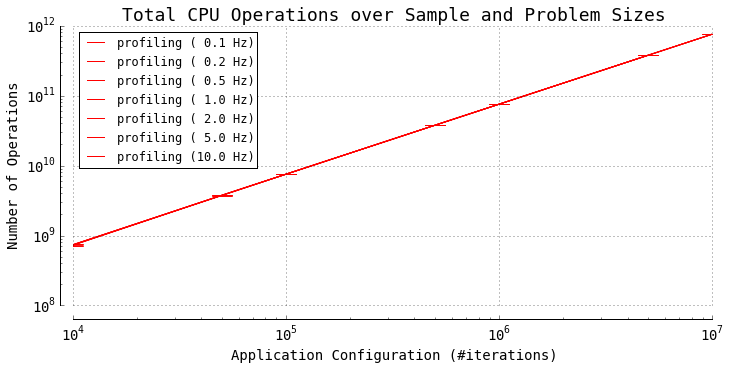 Total CPU Operations over Sample and Problem Sizes
10^12
10^11
10^10
10^9
10^8
Number of Operations
profiling ( 0.1 Hz)
profiling ( 0.2 Hz)
profiling ( 0.5 Hz)
profiling ( 1.0 Hz)
profiling ( 2.0 Hz)
profiling ( 5.0 Hz)
profiling (10.0 Hz)
10^4 10^5 10^6 10^7
Application Configuration (#iterations)